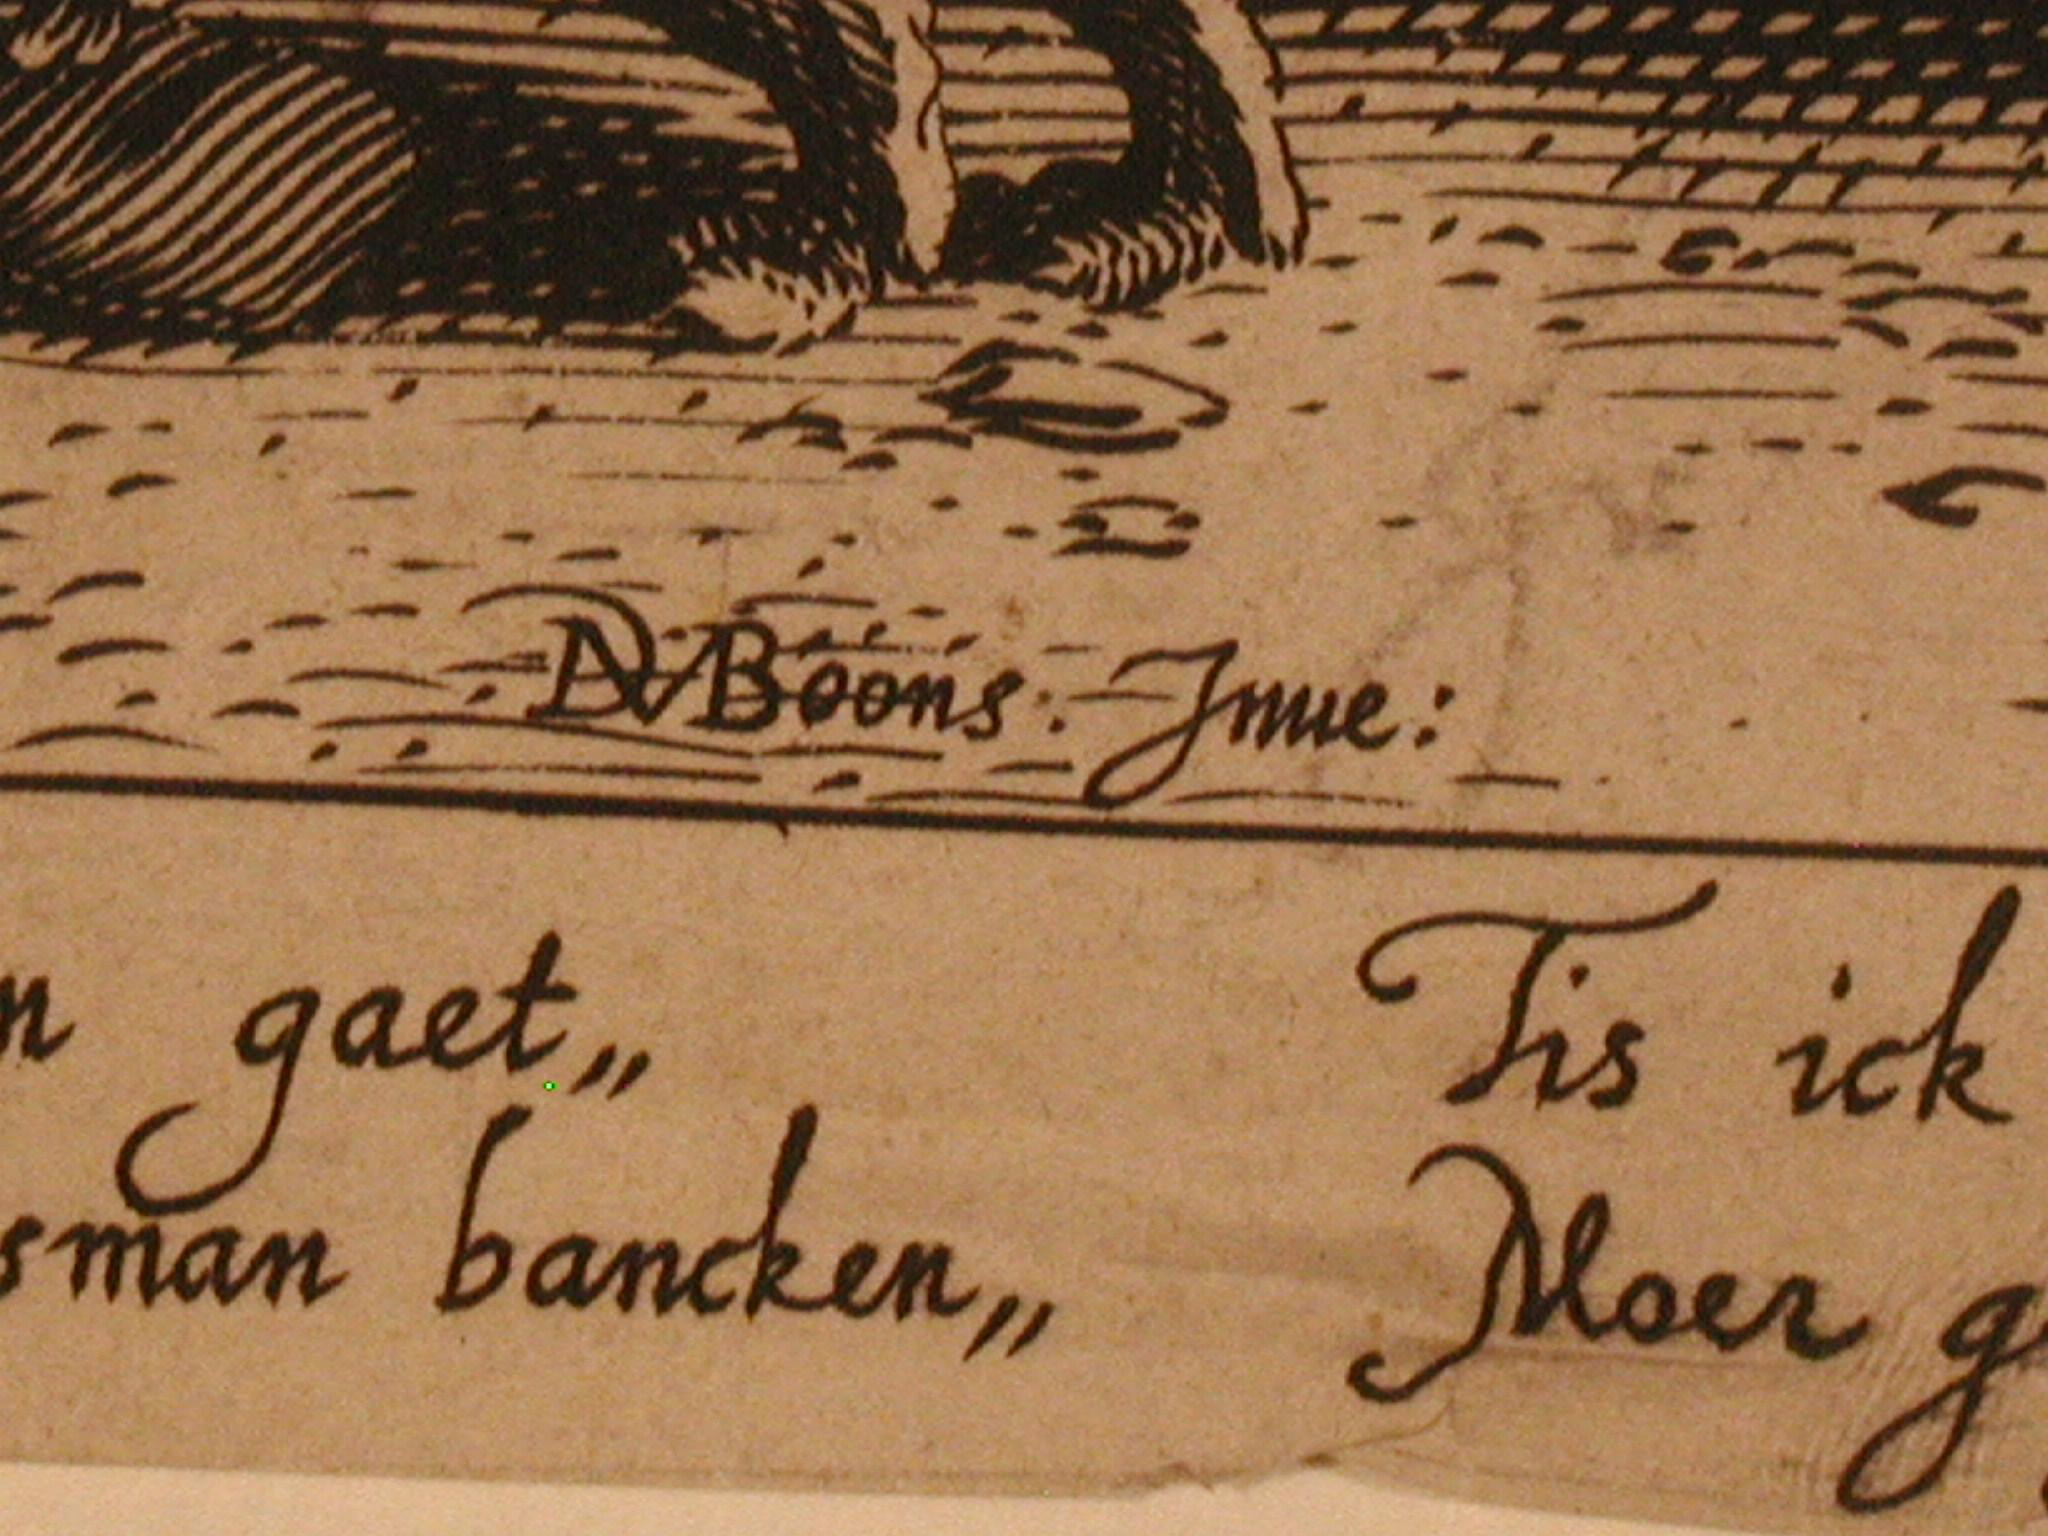 DVBoons. Jnue:
n gaet„ Tis ick
sman bancken„ Moer g